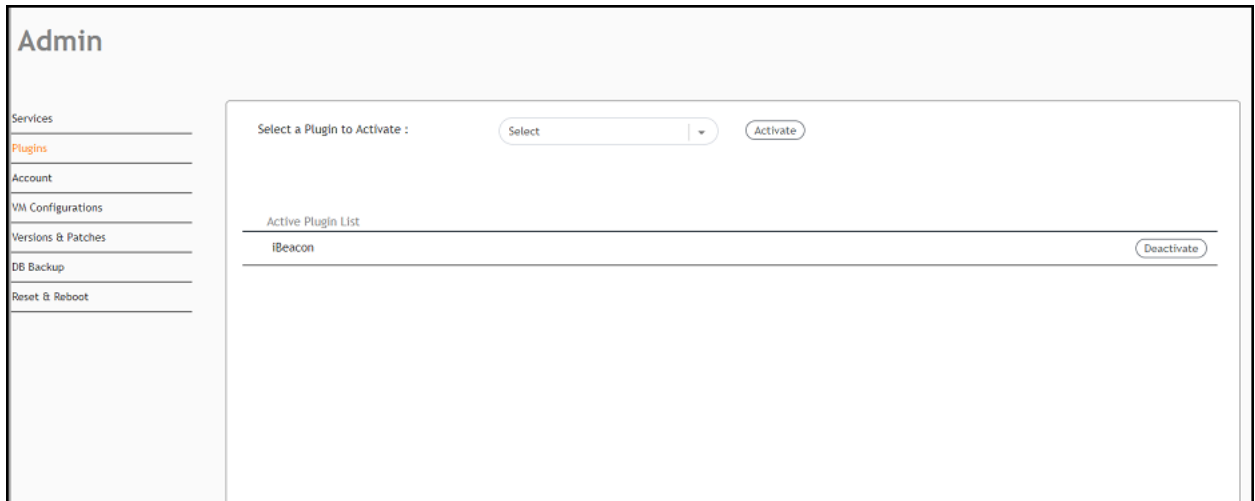 Admin
Services
Plugins
Account
VM Configurations
Versions & Patches
DB Backup
Reset & Reboot
Select a Plugin to Activate :
Select
Activate
Active Plugin List
iBeacon
Deactivate